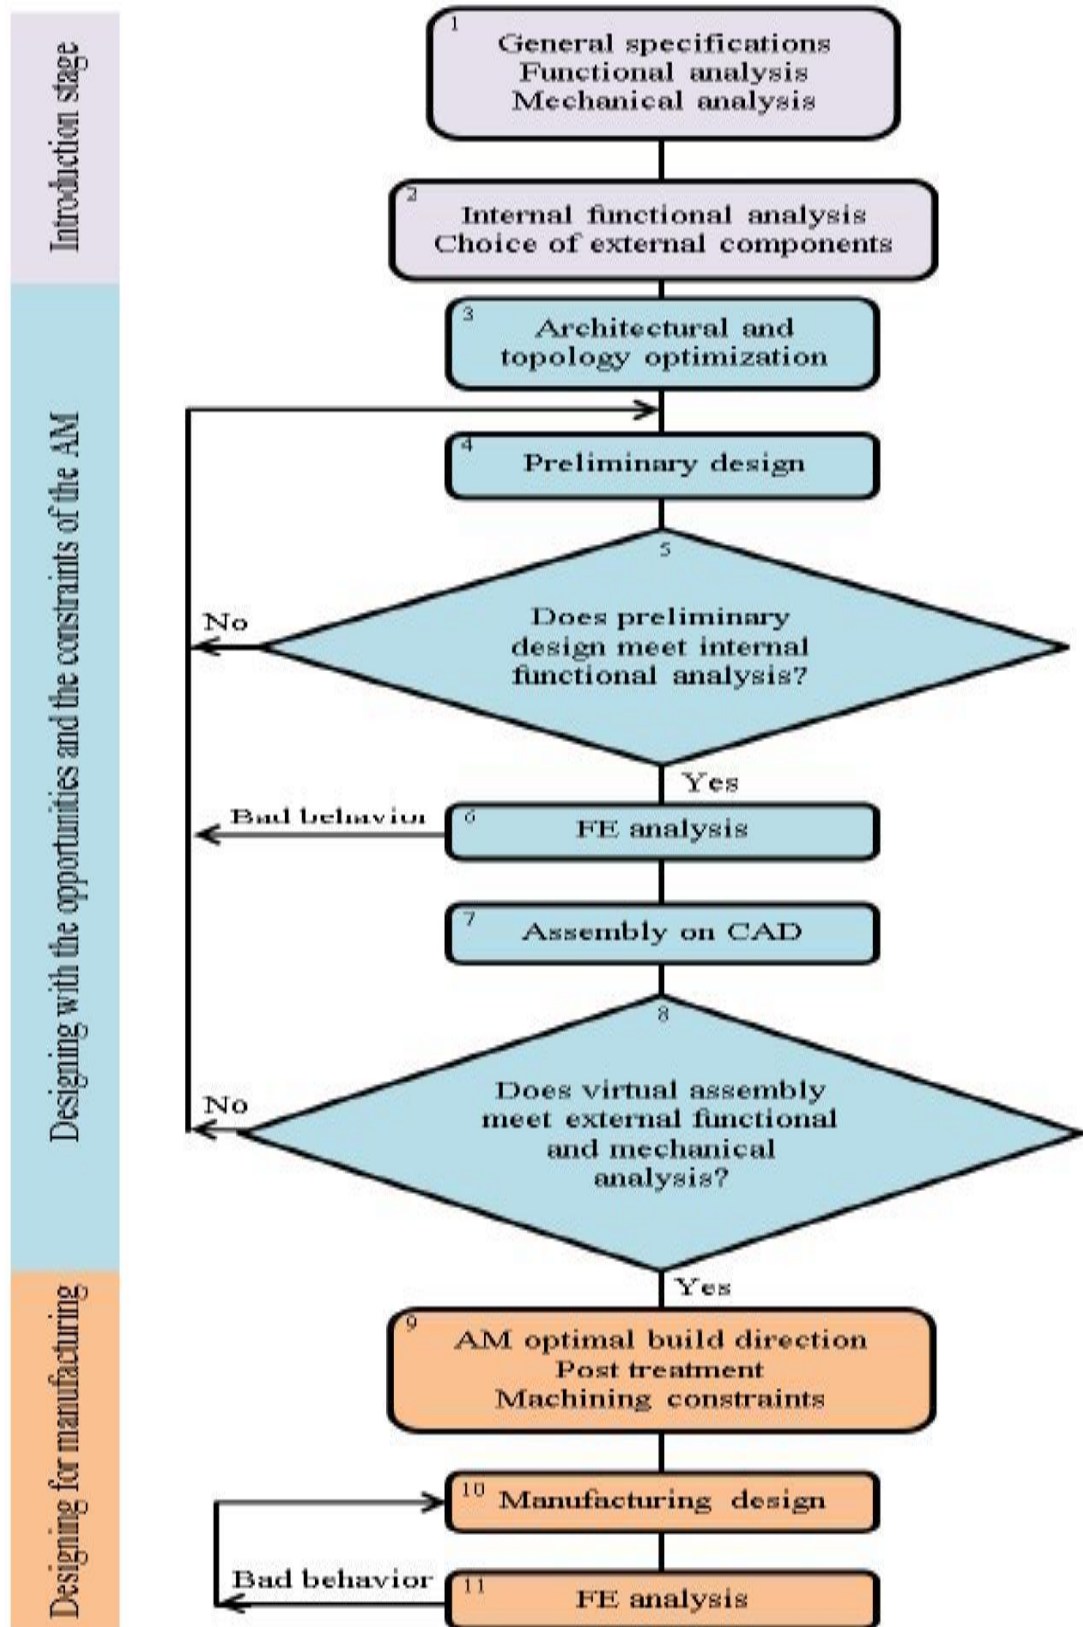 Introduction stage
1
General specifications
Functional analysis
Mechanical analysis
2
Internal functional analysis
Choice of external components
Designing with the opportunities and the constraints of the AM
3
Architectural and
topology optimization
4
Preliminary design
5
Does preliminary
design meet internal
functional analysis?
No
Yes
Bad behavior
6
FE analysis
7
Assembly on CAD
8
Does virtual assembly
meet external functional
and mechanical
analysis?
No
Yes
Designing for manufacturing
9
AM optimal build direction
Post treatment
Machining constraints
10
Manufacturing design
Bad behavior
11
FE analysis